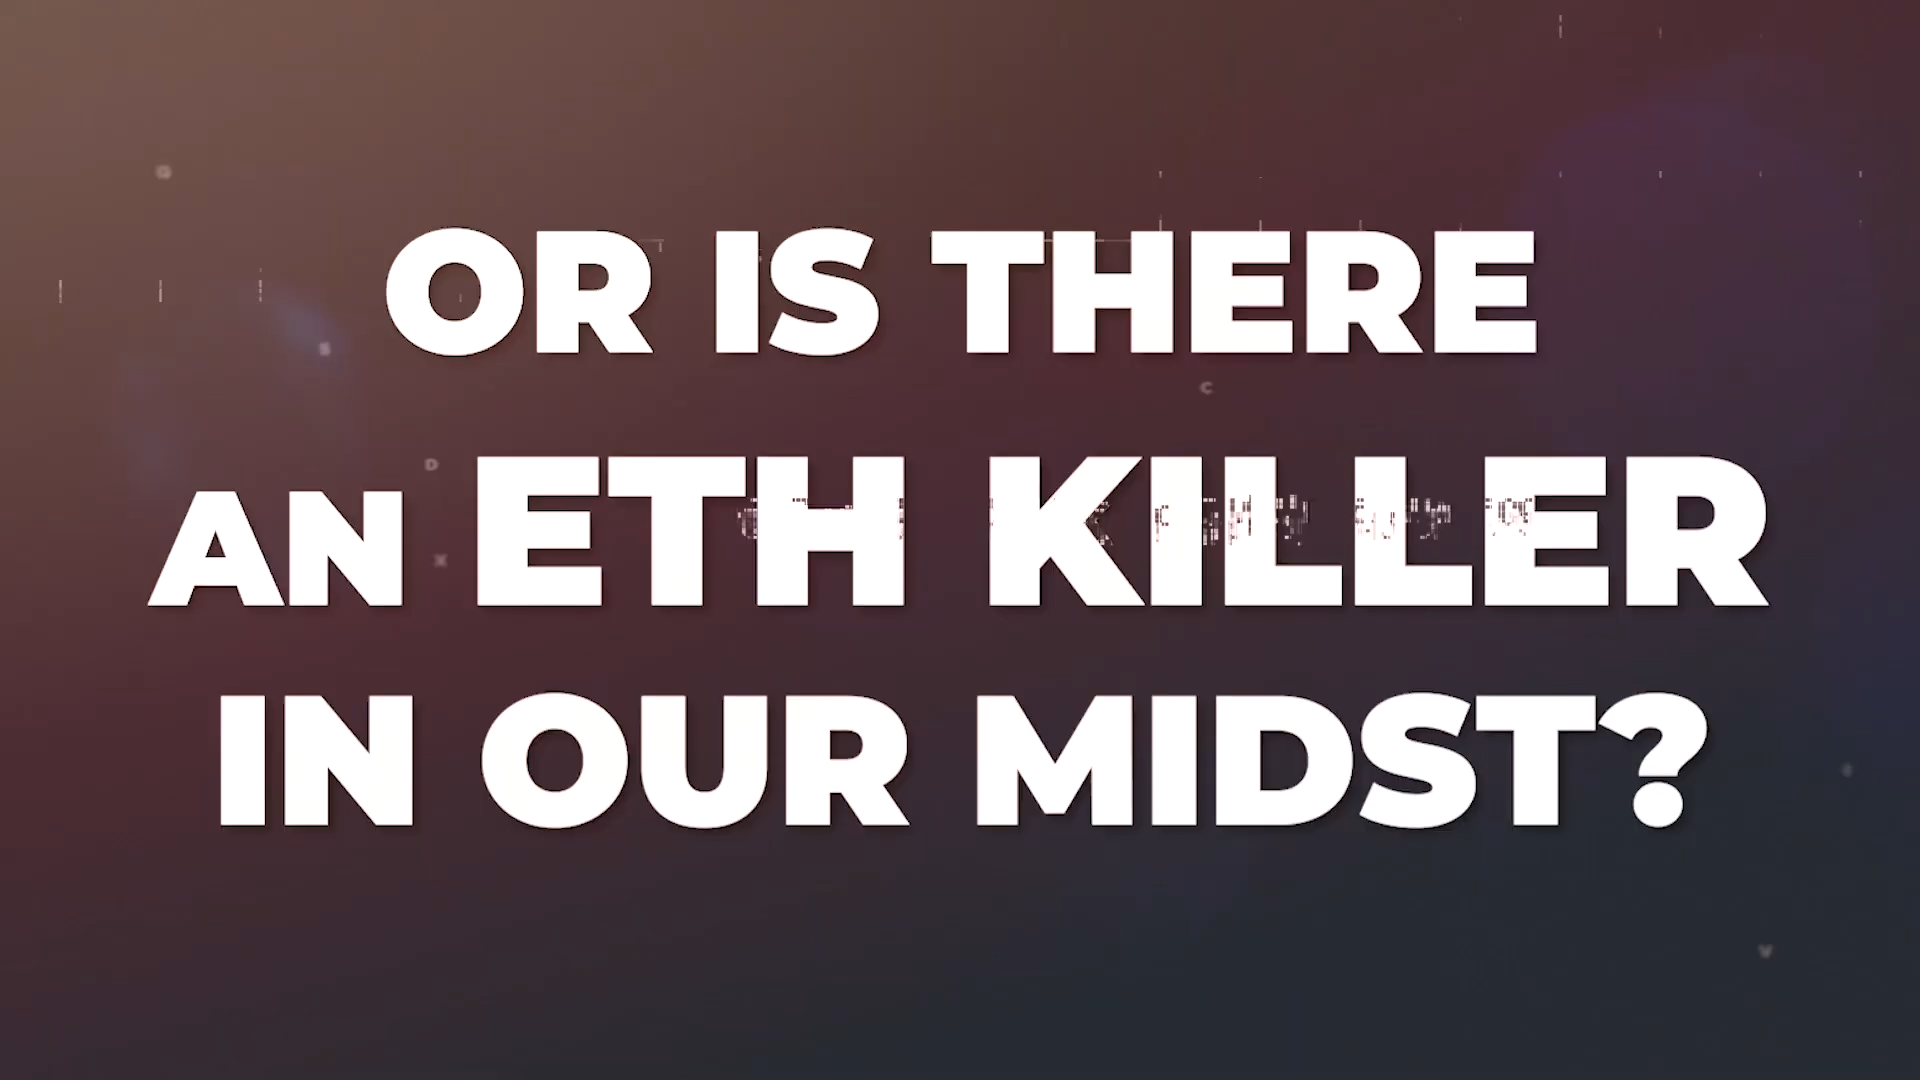 OR IS THERE
AN ETH KILLER
IN OUR MIDST?